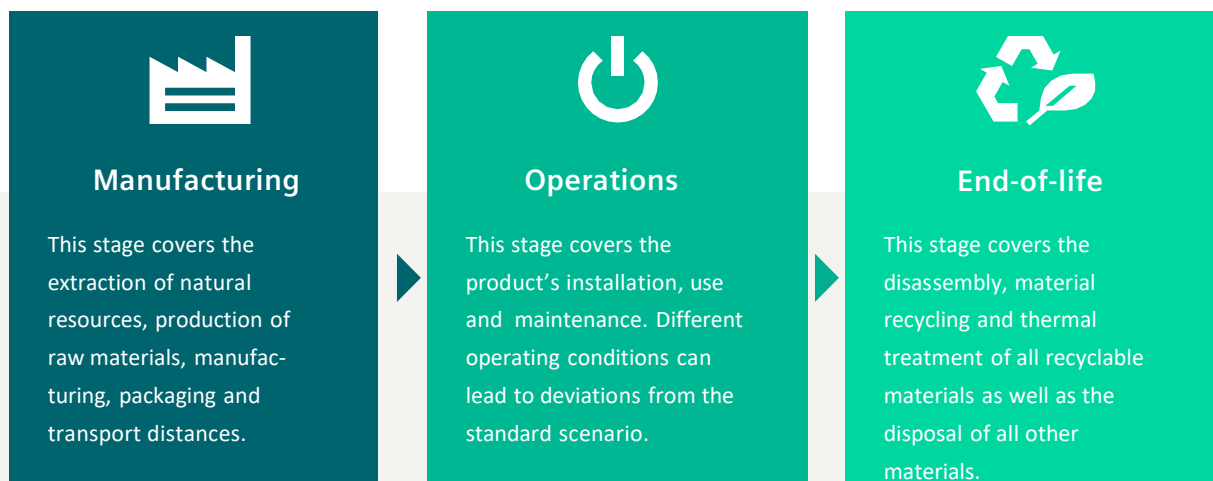 Manufacturing
This stage covers the
extraction of natural
resources, production of
raw materials, manufac-
turing, packaging and
transport distances.
Operations
This stage covers the
product’s installation, use
and maintenance. Different
operating conditions can
lead to deviations from the
standard scenario.
End-of-life
This stage covers the
disassembly, material
recycling and thermal
treatment of all recyclable
materials as well as the
disposal of all other
materials.